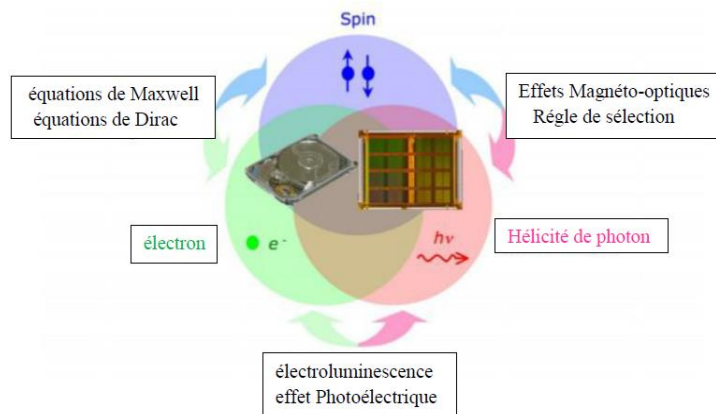 Spin
équations de Maxwell
équations de Dirac
Effets Magnéto-optiques
Régle de sélection
électron
e-
hν
Hélicité de photon
électroluminescence
effet Photoélectrique